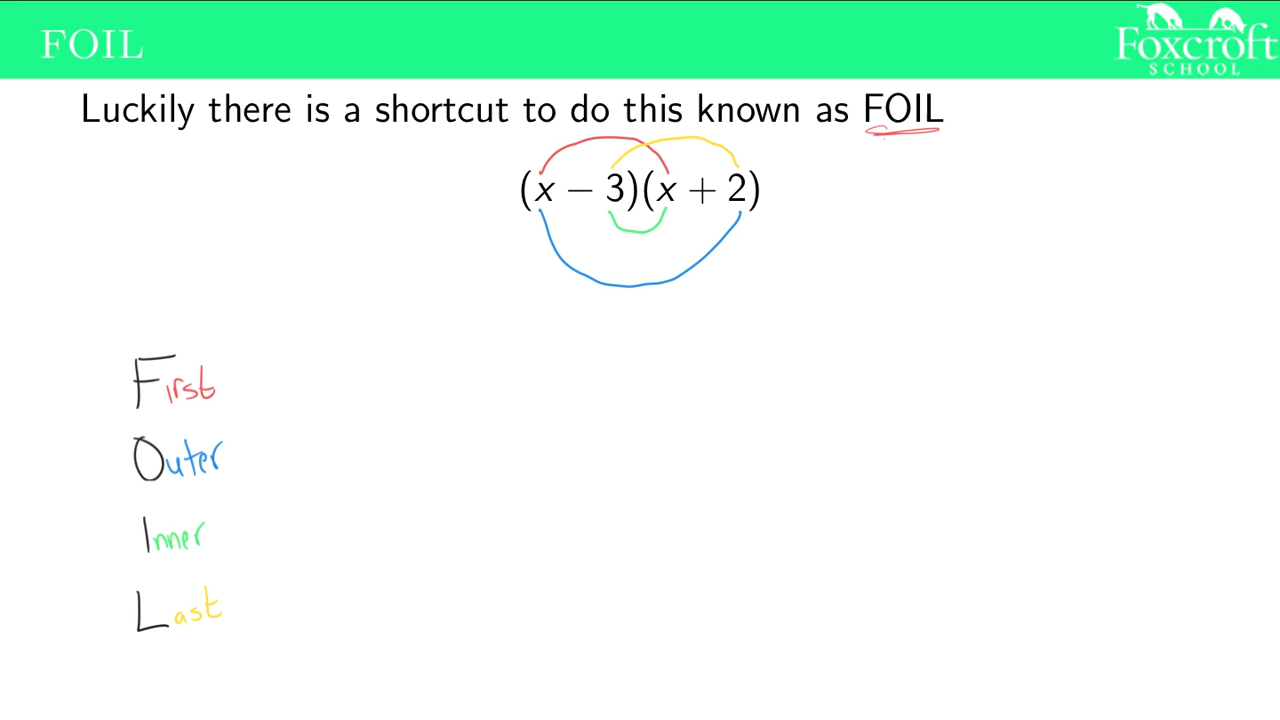 FOIL
Foxcroft
SCHOOL
Luckily there is a shortcut to do this known as FOIL
(x − 3)(x + 2)
First
Outer
Inner
Last